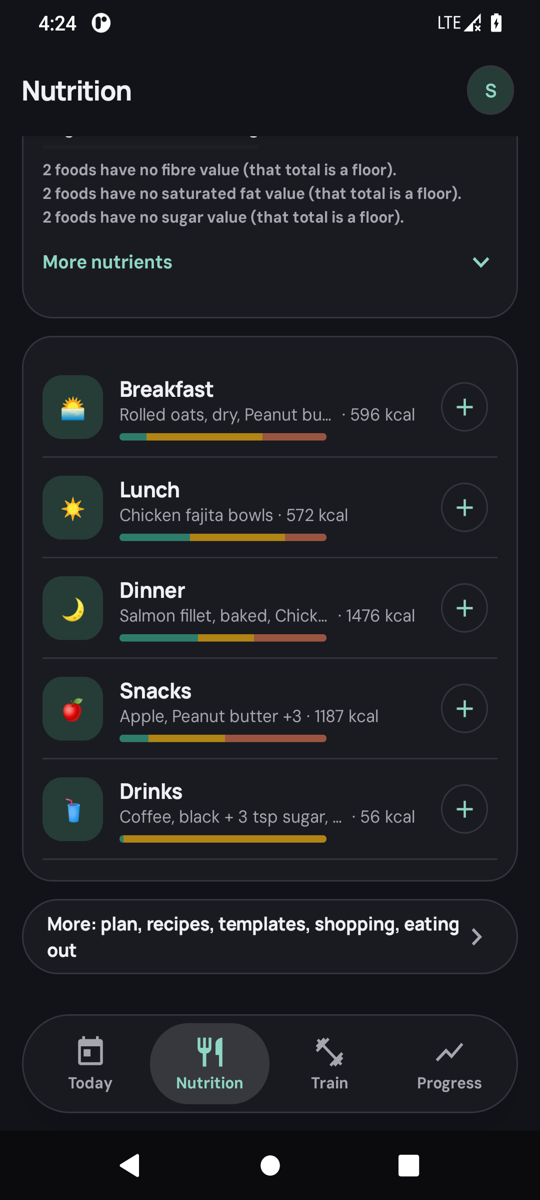 4:24
LTE
Nutrition
S
2 foods have no fibre value (that total is a floor).
2 foods have no saturated fat value (that total is a floor).
2 foods have no sugar value (that total is a floor).
More nutrients
Breakfast
Rolled oats, dry, Peanut bu... · 596 kcal
Lunch
Chicken fajita bowls · 572 kcal
Dinner
Salmon fillet, baked, Chick... · 1476 kcal
Snacks
Apple, Peanut butter +3 · 1187 kcal
Drinks
Coffee, black + 3 tsp sugar, ... · 56 kcal
More: plan, recipes, templates, shopping, eating
out
Today
Nutrition
Train
Progress